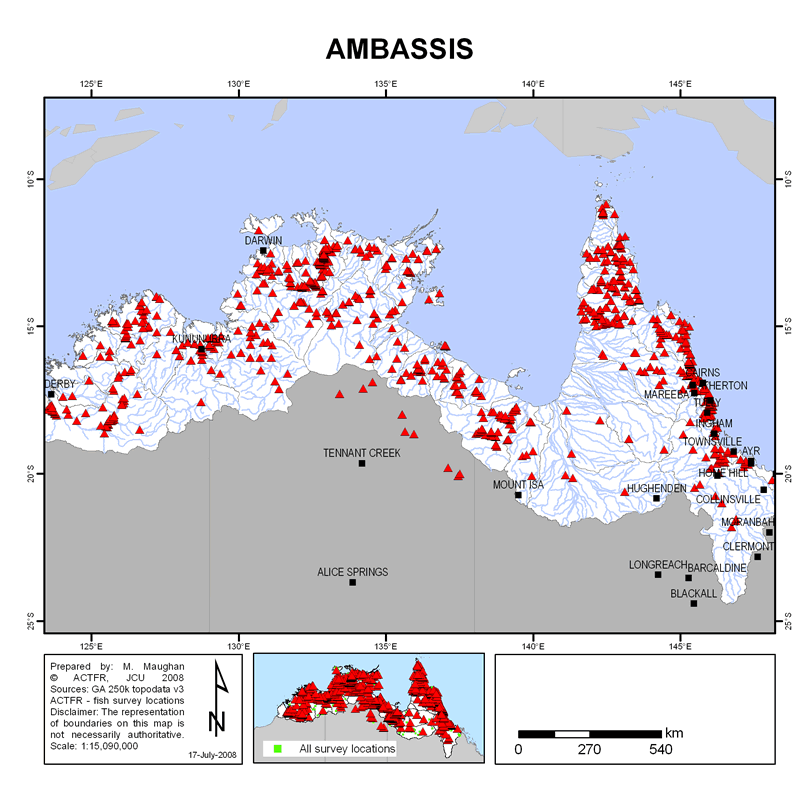 AMBASSIS
125°E 130°E 135°E 140°E 145°E
10°S 10°S
DARWIN
15°S 15°S
KUNUNURRA
DERBY
MAREEBA
TULLY
INGHAM
TOWNSVILLE
AYR
HOME HILL
TENNANT CREEK
20°S 20°S
MOUNT ISA
HUGHENDEN
COLLINSVILLE
MORANBAH
CLERMONT
LONGREACH
BARCALDINE
ALICE SPRINGS
BLACKALL
25°S 25°S
125°E 130°E 135°E 140°E 145°E
Prepared by: M. Maughan
© ACTFR, JCU 2008
Sources: GA 250k topodata v3
ACTFR - fish survey locations
Disclaimer: The representation
of boundaries on this map is
not necessarily authoritative.
Scale: 1:15,090,000
17-July-2008
N
All survey locations
km
0 270 540